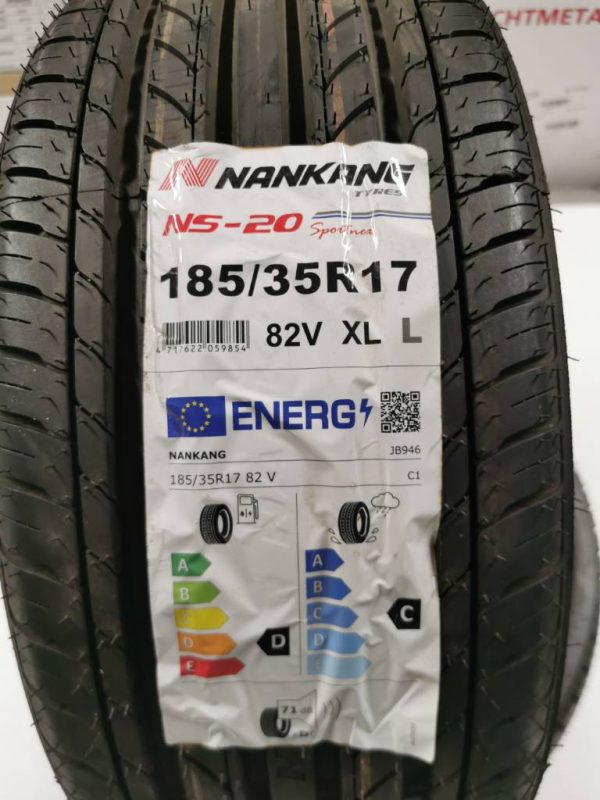 CHTMETA
NANKANG
TYRES
NS-20 Sportnex
185/35R17
82V XL L
4 717622 059854
ENERG
NANKANG JB946
185/35R17 82 V C1
A A
B B
C C
D D
E E
D
C
71 dB